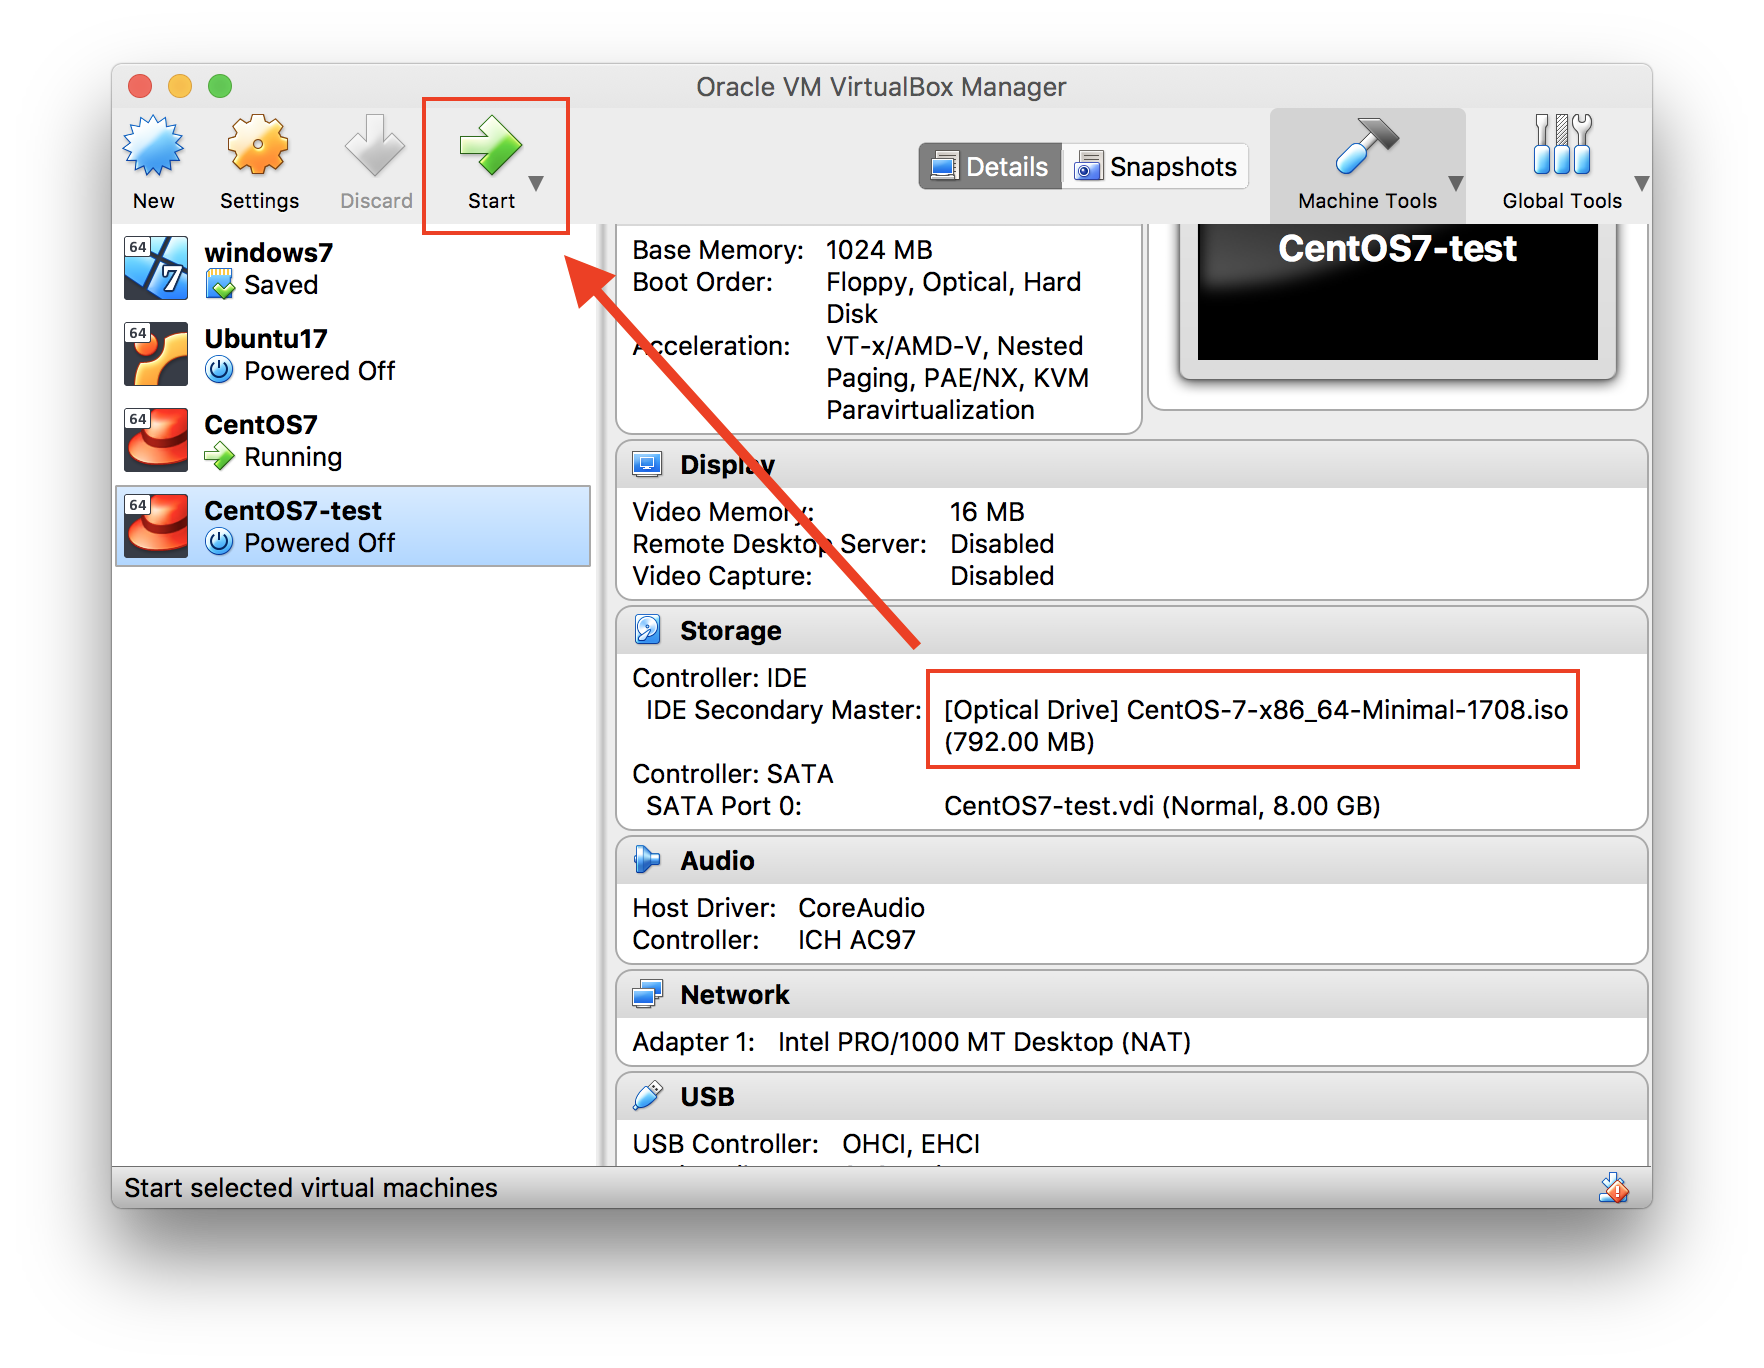 Oracle VM VirtualBox Manager
New
Settings
Discard
Start
Details
Snapshots
Machine Tools
Global Tools
64
7
windows7
Saved
64
Ubuntu17
Powered Off
64
CentOS7
Running
64
CentOS7-test
Powered Off
Base Memory: 1024 MB
Boot Order: Floppy, Optical, Hard
Disk
Acceleration: VT-x/AMD-V, Nested
Paging, PAE/NX, KVM
Paravirtualization
CentOS7-test
Display
Video Memory: 16 MB
Remote Desktop Server: Disabled
Video Capture: Disabled
Storage
Controller: IDE
IDE Secondary Master: [Optical Drive] CentOS-7-x86_64-Minimal-1708.iso
(792.00 MB)
Controller: SATA
SATA Port 0: CentOS7-test.vdi (Normal, 8.00 GB)
Audio
Host Driver: CoreAudio
Controller: ICH AC97
Network
Adapter 1: Intel PRO/1000 MT Desktop (NAT)
USB
USB Controller: OHCI, EHCI
Start selected virtual machines